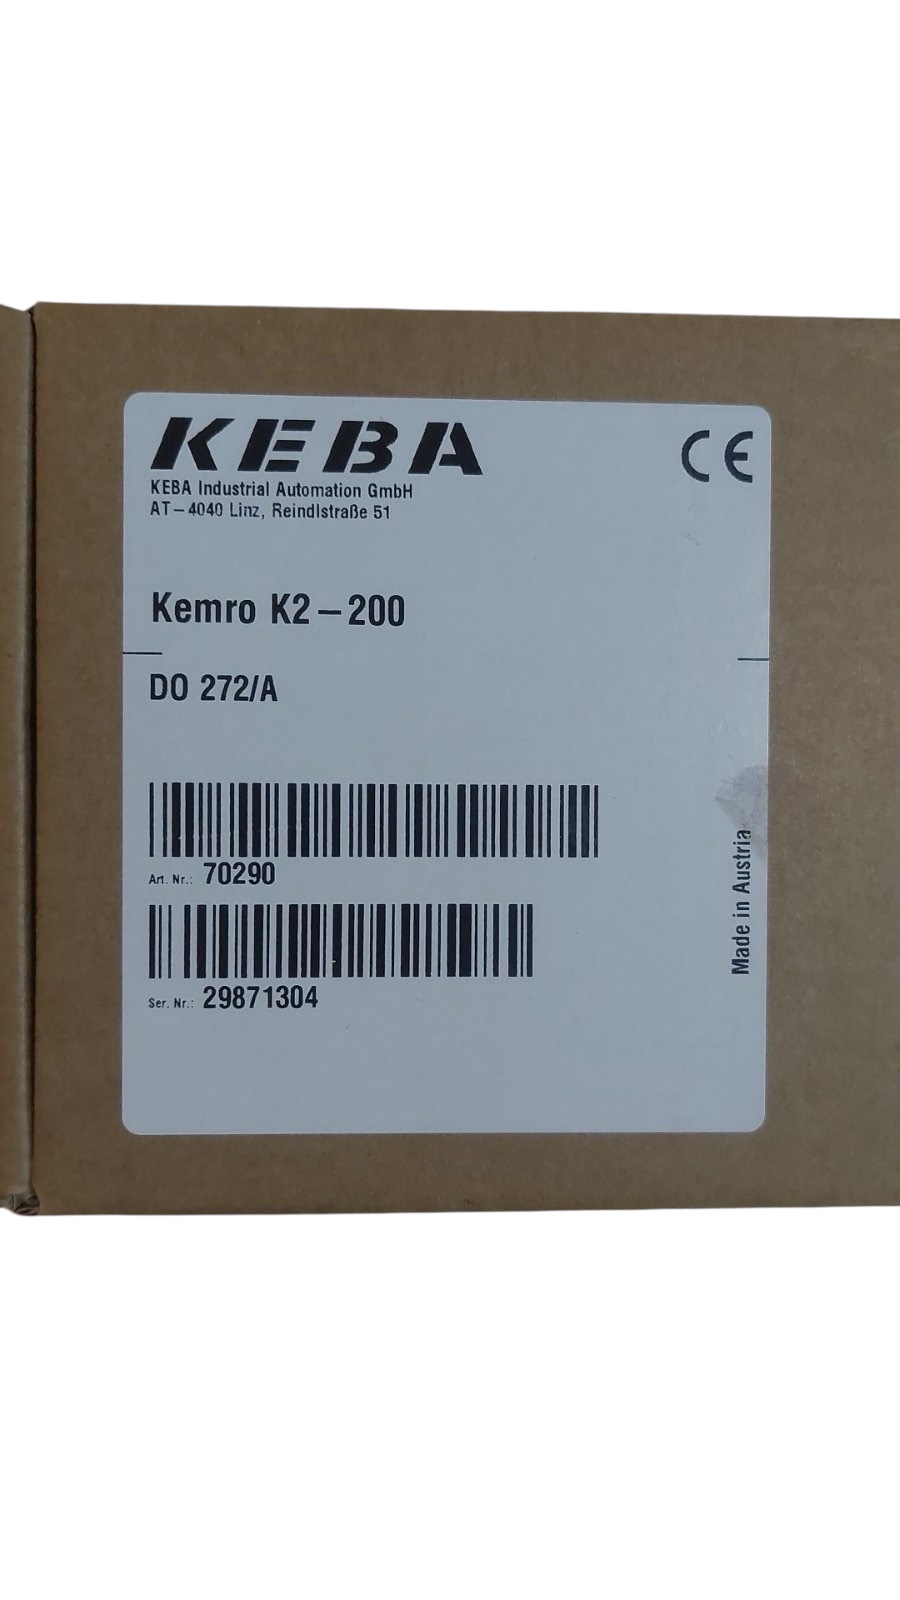 KEBA
CE
KEBA Industrial Automation GmbH
AT-4040 Linz, Reindlstraße 51
Kemro K2-200
DO 272/A
Art. Nr.: 70290
Ser. Nr.: 29871304
Made in Austria